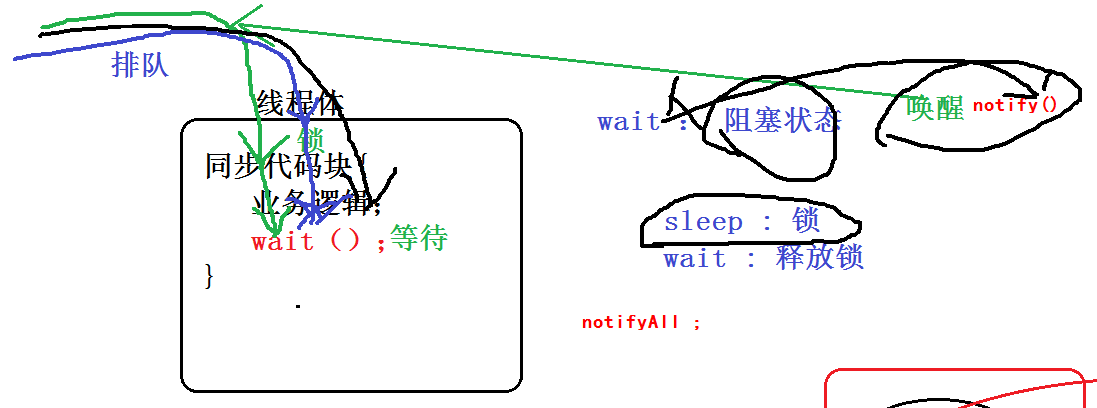 排队
线程体
锁
同步代码块{
业务逻辑;
wait（）;等待
}
wait : 阻塞状态 唤醒 notify()
sleep : 锁
wait : 释放锁
notifyAll ;